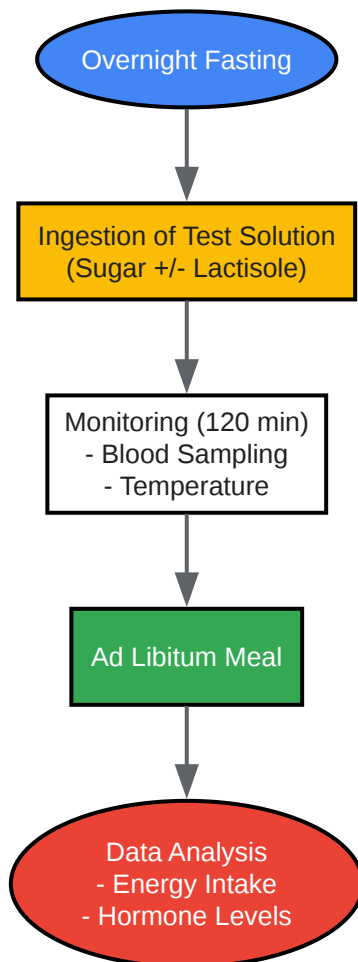 Overnight Fasting
Ingestion of Test Solution
(Sugar +/- Lactisole)
Monitoring (120 min)
- Blood Sampling
- Temperature
Ad Libitum Meal
Data Analysis
- Energy Intake
- Hormone Levels